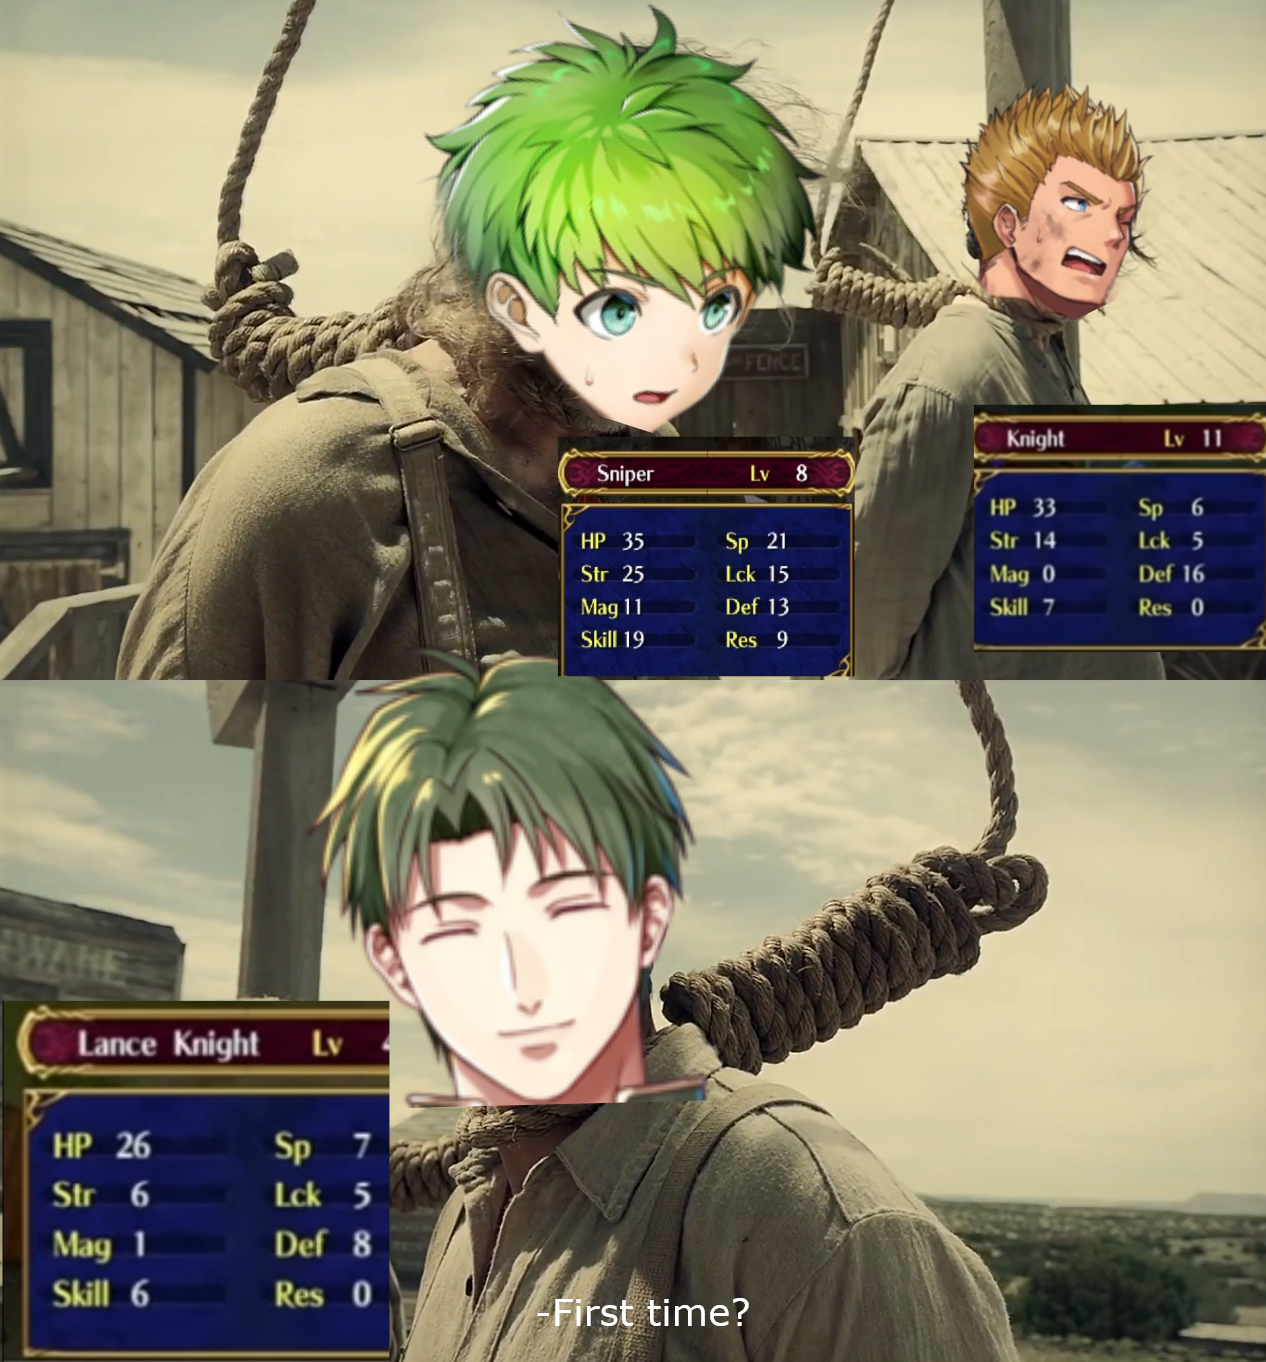 FENCE
Knight Lv 11
HP 33 Sp 6
Str 14 Lck 5
Mag 0 Def 16
Skill 7 Res 0
Sniper Lv 8
HP 35 Sp 21
Str 25 Lck 15
Mag 11 Def 13
Skill 19 Res 9
Lance Knight Lv
HP 26 Sp 7
Str 6 Lck 5
Mag 1 Def 8
Skill 6 Res 0
-First time?